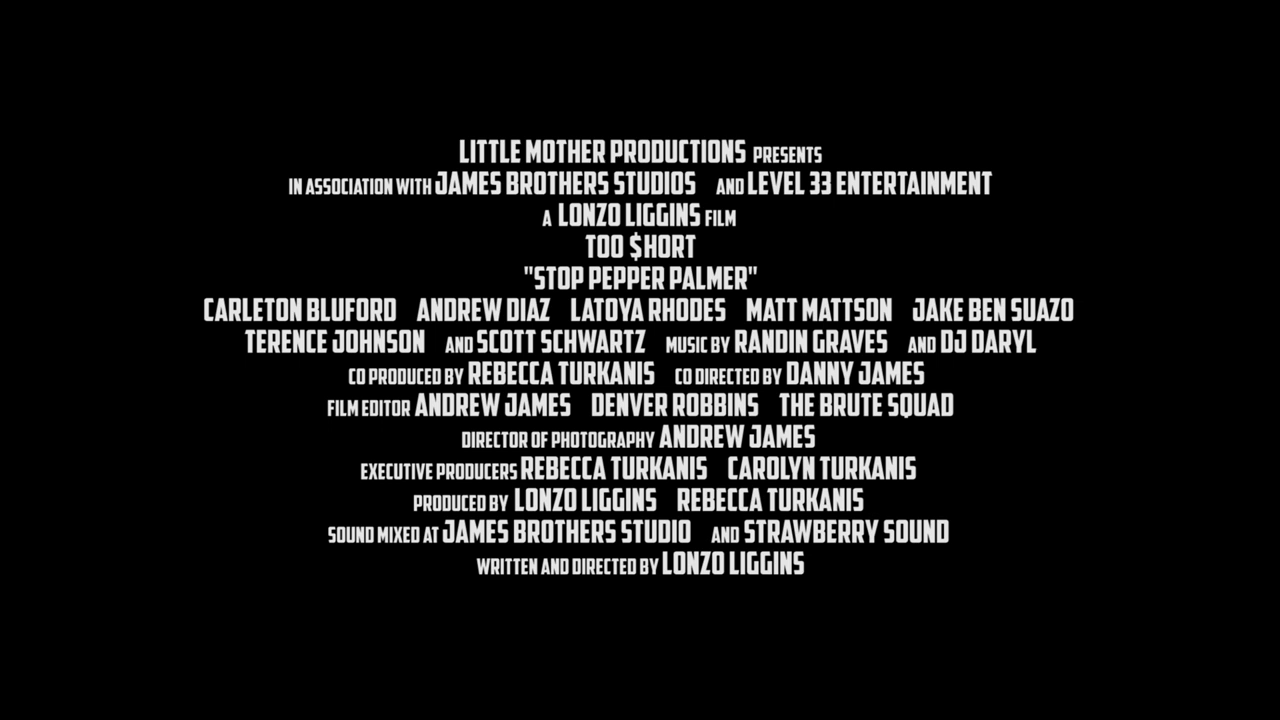 LITTLE MOTHER PRODUCTIONS PRESENTS
IN ASSOCIATION WITH JAMES BROTHERS STUDIOS AND LEVEL 33 ENTERTAINMENT
A LONZO LIGGINS FILM
TOO $HORT
"STOP PEPPER PALMER"
CARLETON BLUFORD ANDREW DIAZ LATOYA RHODES MATT MATTSON JAKE BEN SUAZO
TERENCE JOHNSON AND SCOTT SCHWARTZ MUSIC BY RANDIN GRAVES AND DJ DARYL
CO PRODUCED BY REBECCA TURKANIS CO DIRECTED BY DANNY JAMES
FILM EDITOR ANDREW JAMES DENVER ROBBINS THE BRUTE SQUAD
DIRECTOR OF PHOTOGRAPHY ANDREW JAMES
EXECUTIVE PRODUCERS REBECCA TURKANIS CAROLYN TURKANIS
PRODUCED BY LONZO LIGGINS REBECCA TURKANIS
SOUND MIXED AT JAMES BROTHERS STUDIO AND STRAWBERRY SOUND
WRITTEN AND DIRECTED BY LONZO LIGGINS